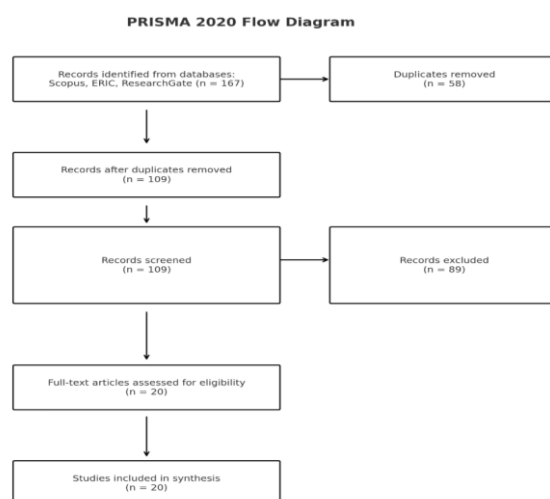 PRISMA 2020 Flow Diagram
Records identified from databases:
Scopus, ERIC, ResearchGate (n = 167)
Duplicates removed
(n = 58)
Records after duplicates removed
(n = 109)
Records screened
(n = 109)
Records excluded
(n = 89)
Full-text articles assessed for eligibility
(n = 20)
Studies included in synthesis
(n = 20)